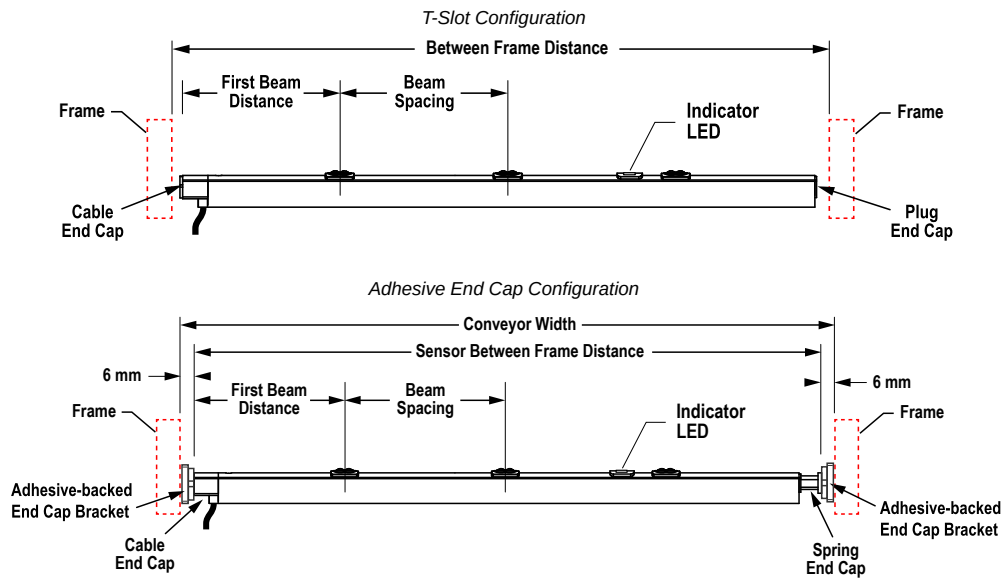 T-Slot Configuration
Between Frame Distance
First Beam
Distance
Beam
Spacing
Frame
Indicator
LED
Frame
Cable
End Cap
Plug
End Cap
Adhesive End Cap Configuration
Conveyor Width
Sensor Between Frame Distance
6 mm
First Beam
Distance
Beam
Spacing
6 mm
Frame
Indicator
LED
Frame
Adhesive-backed
End Cap Bracket
Cable
End Cap
Spring
End Cap
Adhesive-backed
End Cap Bracket